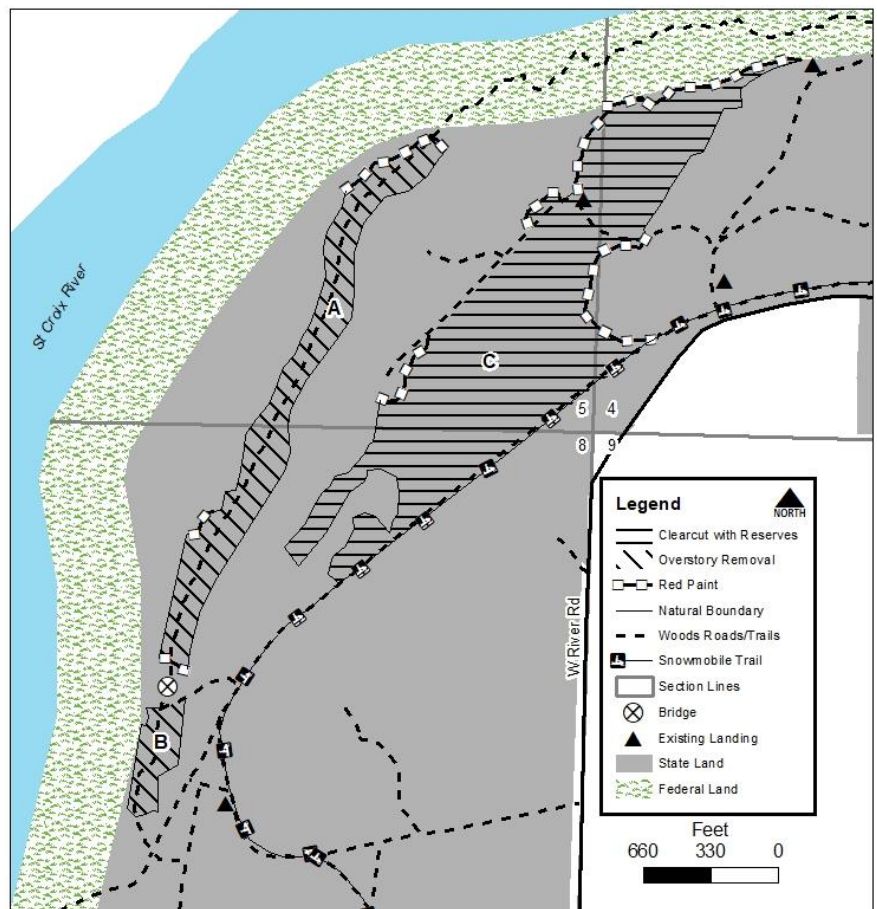 St Croix River
A
C
5 4
8 9
B
W River Rd
Legend
NORTH
Clearcut with Reserves
Overstory Removal
Red Paint
Natural Boundary
Woods Roads/Trails
Snowmobile Trail
Section Lines
Bridge
Existing Landing
State Land
Federal Land
Feet
660 330 0